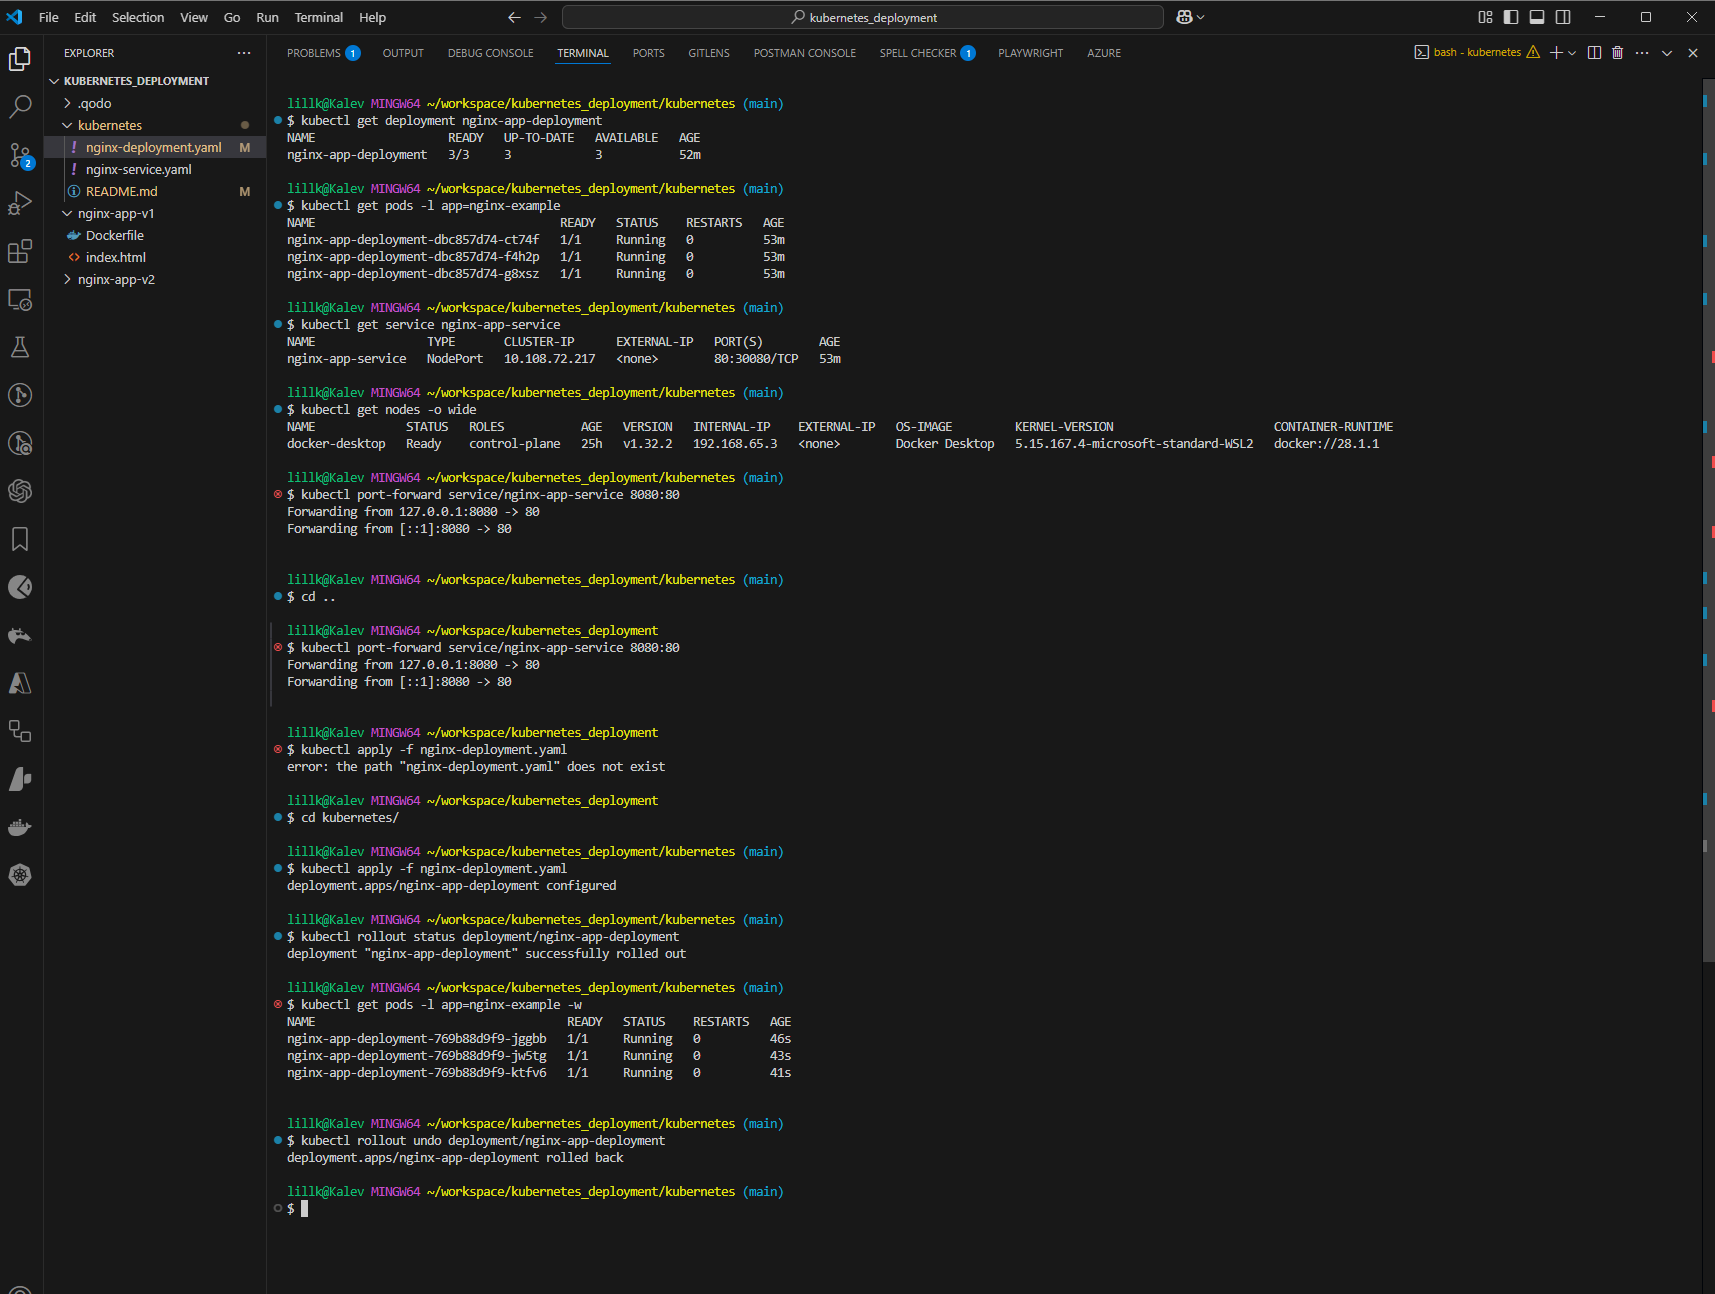 File Edit Selection View Go Run Terminal Help kubernetes_deployment
EXPLORER
PROBLEMS 1 OUTPUT DEBUG CONSOLE TERMINAL PORTS GITLENS POSTMAN CONSOLE SPELL CHECKER 1 PLAYWRIGHT AZURE bash - kubernetes
KUBERNETES_DEPLOYMENT
.qodo
kubernetes
nginx-deployment.yaml M
nginx-service.yaml
README.md M
nginx-app-v1
Dockerfile
index.html
nginx-app-v2
2
lillk@Kalev MINGW64 ~/workspace/kubernetes_deployment/kubernetes (main)
$ kubectl get deployment nginx-app-deployment
NAME READY UP-TO-DATE AVAILABLE AGE
nginx-app-deployment 3/3 3 3 52m
lillk@Kalev MINGW64 ~/workspace/kubernetes_deployment/kubernetes (main)
$ kubectl get pods -l app=nginx-example
NAME READY STATUS RESTARTS AGE
nginx-app-deployment-dbc857d74-ct74f 1/1 Running 0 53m
nginx-app-deployment-dbc857d74-f4h2p 1/1 Running 0 53m
nginx-app-deployment-dbc857d74-g8xsz 1/1 Running 0 53m
lillk@Kalev MINGW64 ~/workspace/kubernetes_deployment/kubernetes (main)
$ kubectl get service nginx-app-service
NAME TYPE CLUSTER-IP EXTERNAL-IP PORT(S) AGE
nginx-app-service NodePort 10.108.72.217 <none> 80:30080/TCP 53m
lillk@Kalev MINGW64 ~/workspace/kubernetes_deployment/kubernetes (main)
$ kubectl get nodes -o wide
NAME STATUS ROLES AGE VERSION INTERNAL-IP EXTERNAL-IP OS-IMAGE KERNEL-VERSION CONTAINER-RUNTIME
docker-desktop Ready control-plane 25h v1.32.2 192.168.65.3 <none> Docker Desktop 5.15.167.4-microsoft-standard-WSL2 docker://28.1.1
lillk@Kalev MINGW64 ~/workspace/kubernetes_deployment/kubernetes (main)
$ kubectl port-forward service/nginx-app-service 8080:80
Forwarding from 127.0.0.1:8080 -> 80
Forwarding from [::1]:8080 -> 80
lillk@Kalev MINGW64 ~/workspace/kubernetes_deployment/kubernetes (main)
$ cd ..
lillk@Kalev MINGW64 ~/workspace/kubernetes_deployment
$ kubectl port-forward service/nginx-app-service 8080:80
Forwarding from 127.0.0.1:8080 -> 80
Forwarding from [::1]:8080 -> 80
lillk@Kalev MINGW64 ~/workspace/kubernetes_deployment
$ kubectl apply -f nginx-deployment.yaml
error: the path "nginx-deployment.yaml" does not exist
lillk@Kalev MINGW64 ~/workspace/kubernetes_deployment
$ cd kubernetes/
lillk@Kalev MINGW64 ~/workspace/kubernetes_deployment/kubernetes (main)
$ kubectl apply -f nginx-deployment.yaml
deployment.apps/nginx-app-deployment configured
lillk@Kalev MINGW64 ~/workspace/kubernetes_deployment/kubernetes (main)
$ kubectl rollout status deployment/nginx-app-deployment
deployment "nginx-app-deployment" successfully rolled out
lillk@Kalev MINGW64 ~/workspace/kubernetes_deployment/kubernetes (main)
$ kubectl get pods -l app=nginx-example -w
NAME READY STATUS RESTARTS AGE
nginx-app-deployment-769b88d9f9-jggbb 1/1 Running 0 46s
nginx-app-deployment-769b88d9f9-jw5tg 1/1 Running 0 43s
nginx-app-deployment-769b88d9f9-ktfv6 1/1 Running 0 41s
lillk@Kalev MINGW64 ~/workspace/kubernetes_deployment/kubernetes (main)
$ kubectl rollout undo deployment/nginx-app-deployment
deployment.apps/nginx-app-deployment rolled back
lillk@Kalev MINGW64 ~/workspace/kubernetes_deployment/kubernetes (main)
$